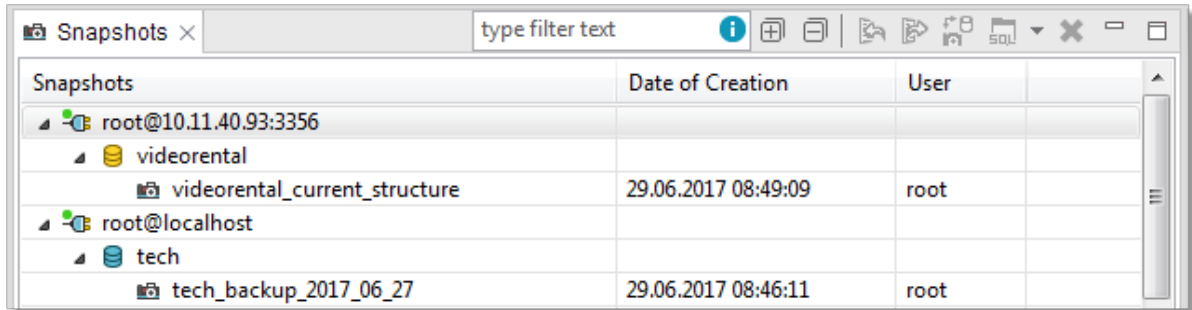 Snapshots type filter text
Snapshots Date of Creation User
root@10.11.40.93:3356
videorental
videorental_current_structure 29.06.2017 08:49:09 root
root@localhost
tech
tech_backup_2017_06_27 29.06.2017 08:46:11 root